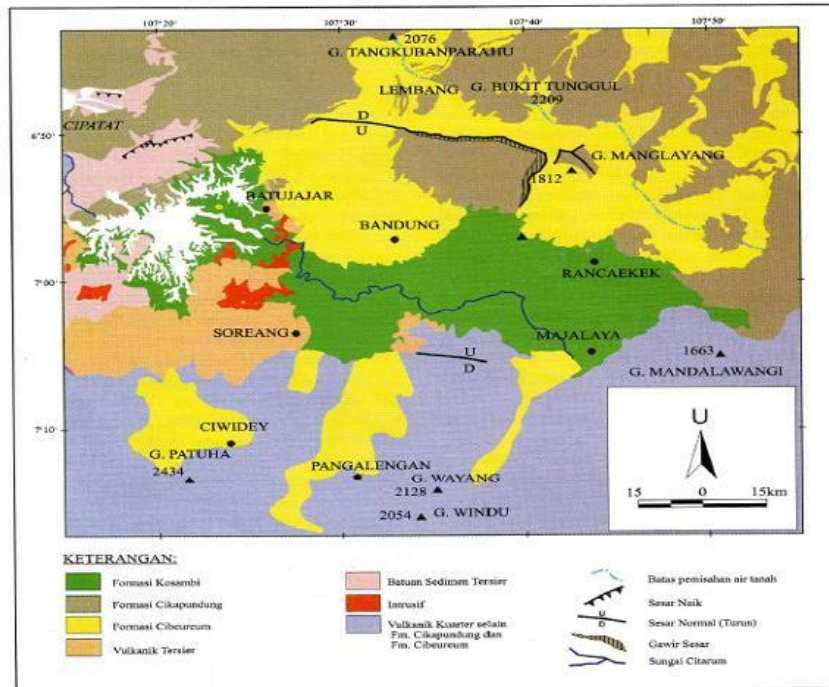 107°20'
107°30'
107°40'
107°50'
2076
G. TANGKUBANPARAHU
LEMBANG
G. BUKIT TUNGGUL
2209
CIPATAT
6°50'
D
U
G. MANGLAYANG
1812
BATUJAJAR
BANDUNG
RANCAEKEK
7°00'
SOREANG
MAJALAYA
U
D
1663
G. MANDALAWANGI
7°10'
CIWIDEY
G. PATUHA
2434
PANGALENGAN
G. WAYANG
2128
2054
G. WINDU
U
15 0 15km
KETERANGAN:
Formasi Kosambi
Formasi Cikapundung
Formasi Cibeureum
Vulkanik Tersier
Batuan Sedimen Tersier
Intrusif
Vulkanik Kuarter selain
Fm. Cikapundung dan
Fm. Cibeureum
Batas pemisahan air tanah
Sesar Naik
U
D
Sesar Normal (Turun)
Gawir Sesar
Sungai Citarum